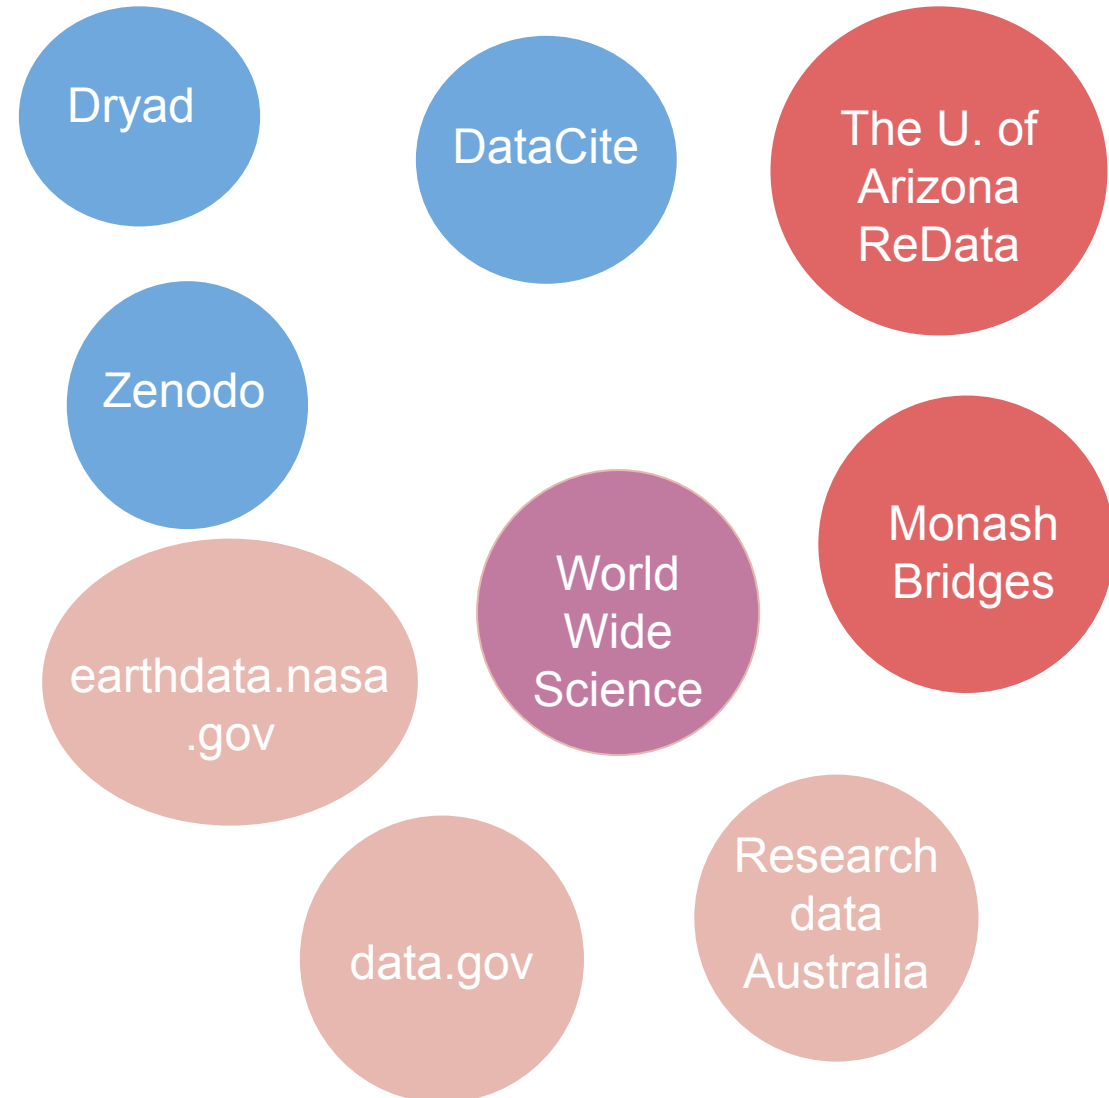 Dryad
DataCite
The U. of
Arizona
ReData
Zenodo
Monash
Bridges
World
Wide
Science
earthdata.nasa
.gov
Research
data
Australia
data.gov